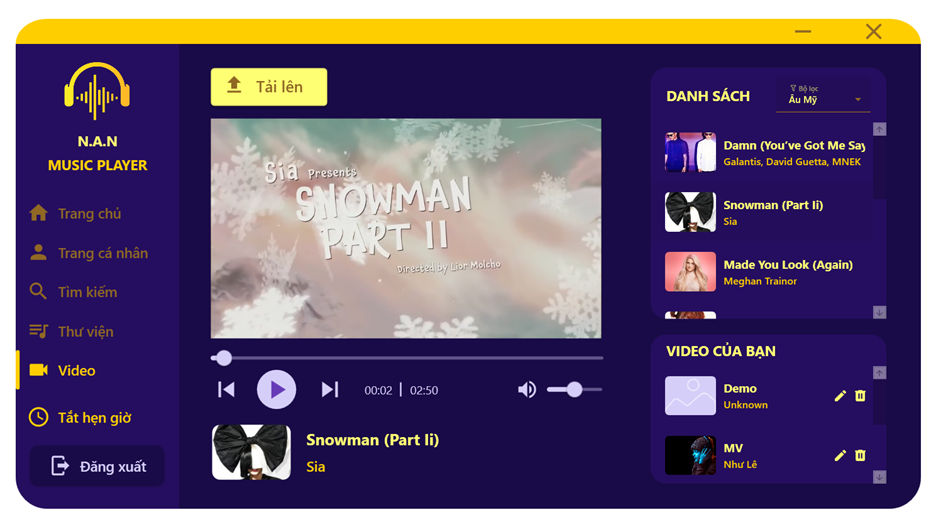 N.A.N
MUSIC PLAYER
Trang chủ
Trang cá nhân
Tìm kiếm
Thư viện
Video
Tắt hẹn giờ
Đăng xuất
Tải lên
Sia Presents
SNOWMAN
PART II
Directed by Lior Molcho
00:02 | 02:50
Snowman (Part Ii)
Sia
DANH SÁCH
Bộ lọc
Âu Mỹ
Damn (You've Got Me Say
Galantis, David Guetta, MNEK
Snowman (Part Ii)
Sia
Made You Look (Again)
Meghan Trainor
VIDEO CỦA BẠN
Demo
Unknown
MV
Như Lê